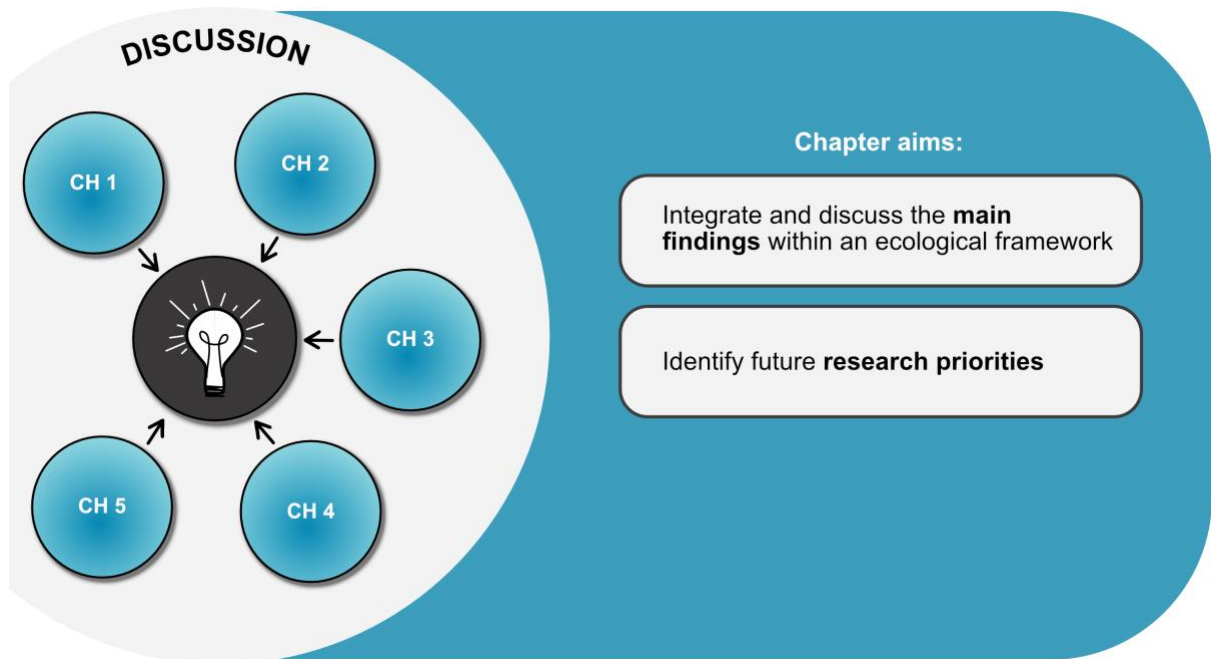 DISCUSSION
CH 1
CH 2
CH 3
CH 4
CH 5
Chapter aims:
Integrate and discuss the main
findings within an ecological framework
Identify future research priorities